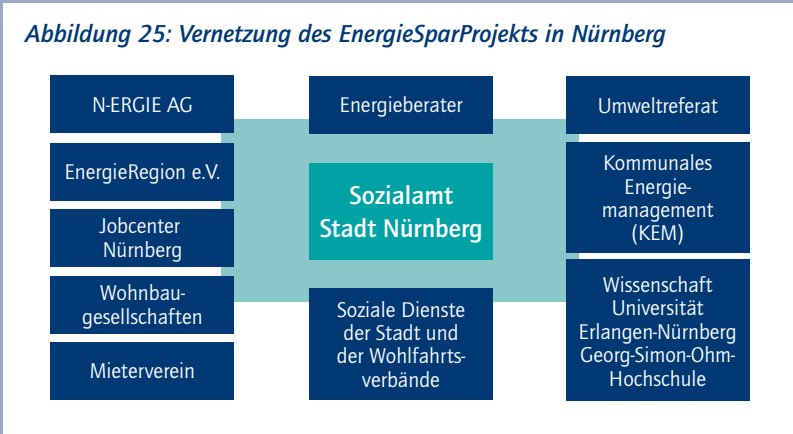 Abbildung 25: Vernetzung des EnergieSparProjekts in Nürnberg
N-ERGIE AG
EnergieRegion e.V.
Jobcenter
Nürnberg
Wohnbau-
gesellschaften
Mieterverein
Energieberater
Sozialamt
Stadt Nürnberg
Soziale Dienste
der Stadt und
der Wohlfahrts-
verbände
Umweltreferat
Kommunales
Energie-
management
(KEM)
Wissenschaft
Universität
Erlangen-Nürnberg
Georg-Simon-Ohm-
Hochschule